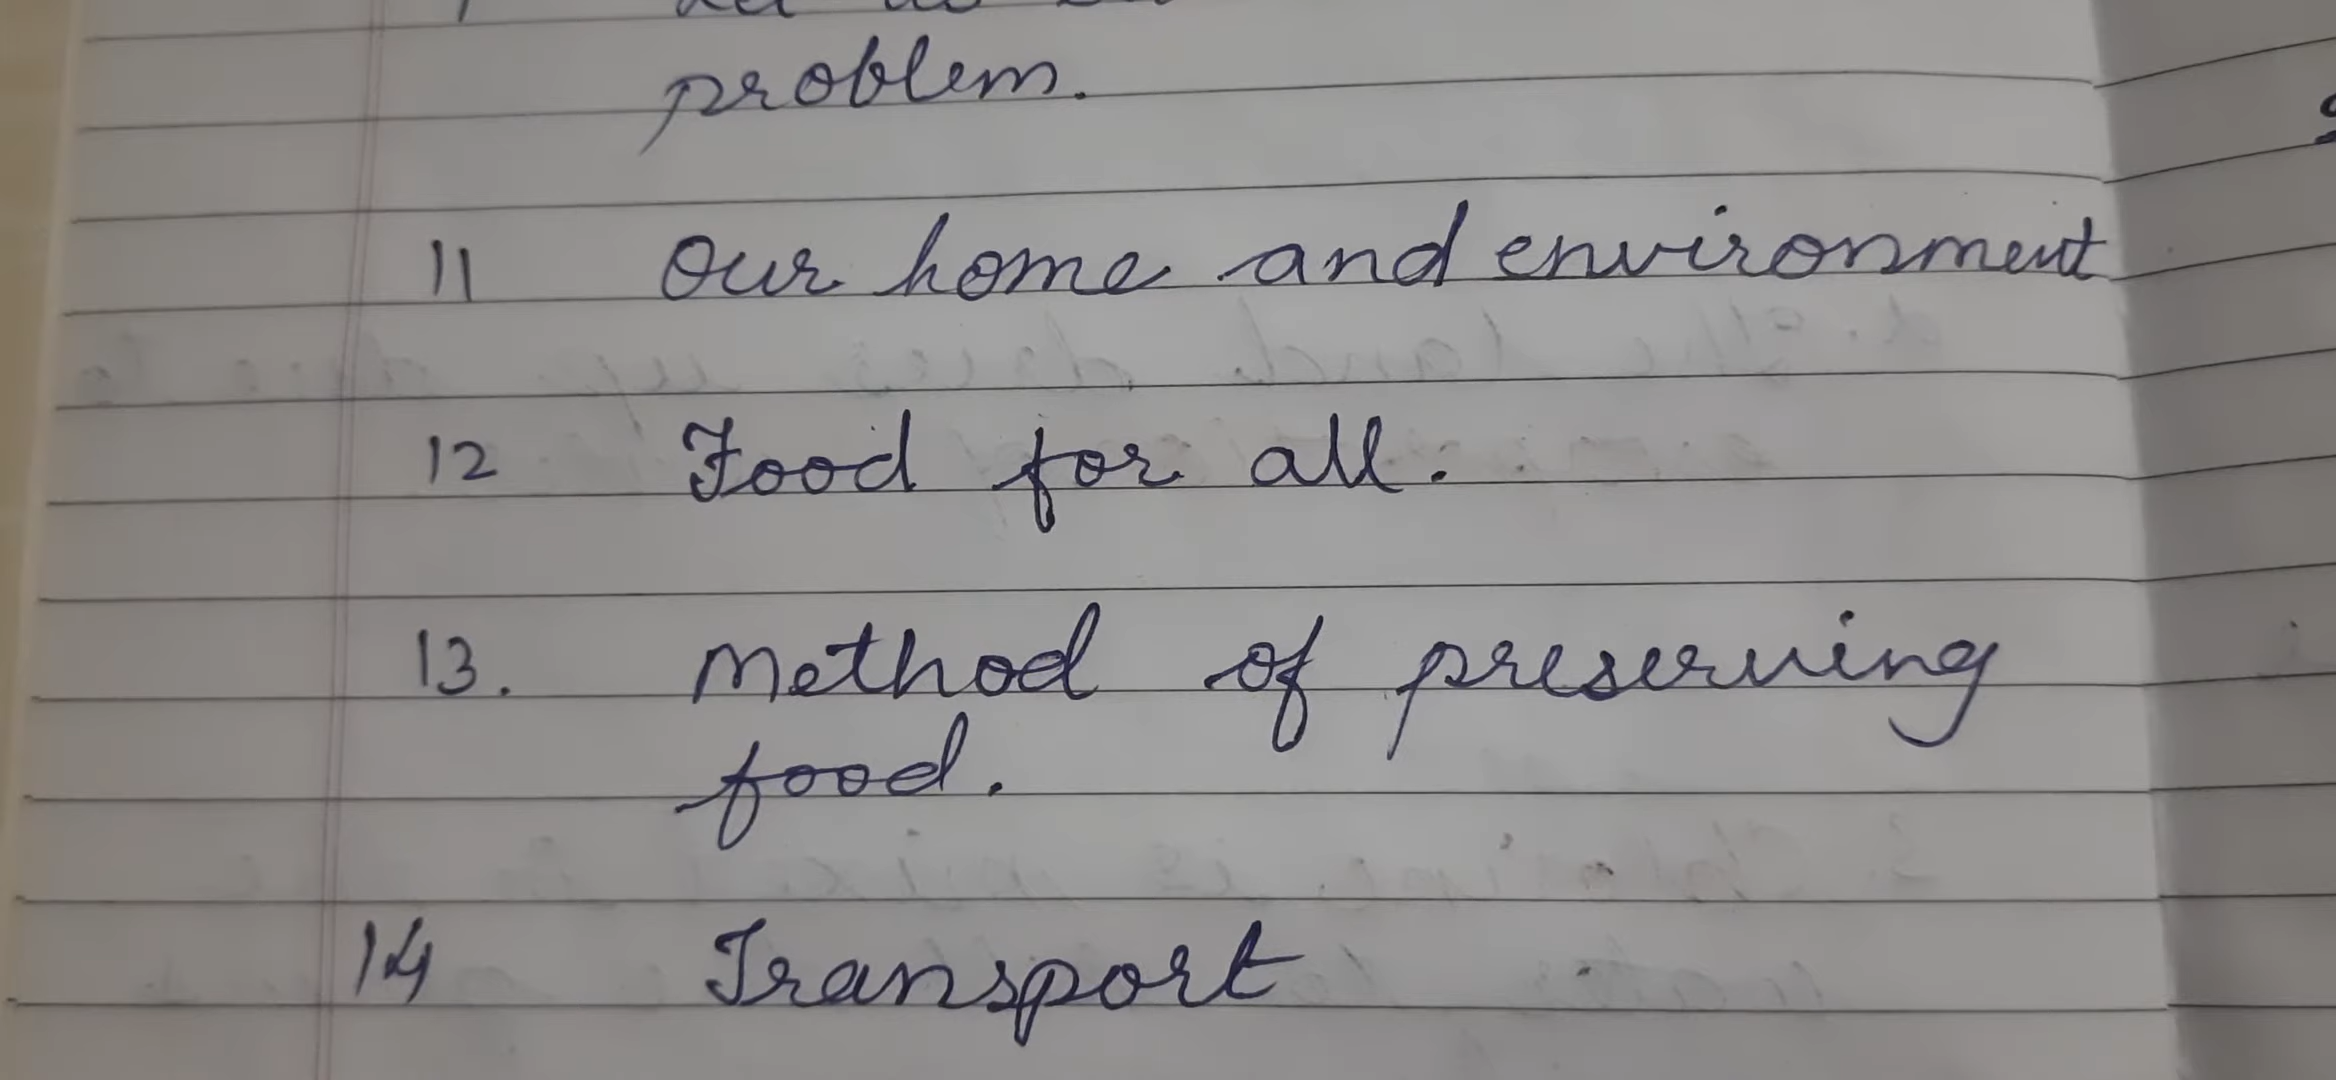 problem.
11 Our home and environment
12 Food for all.
13. Method of preserving
food.
14 Transport